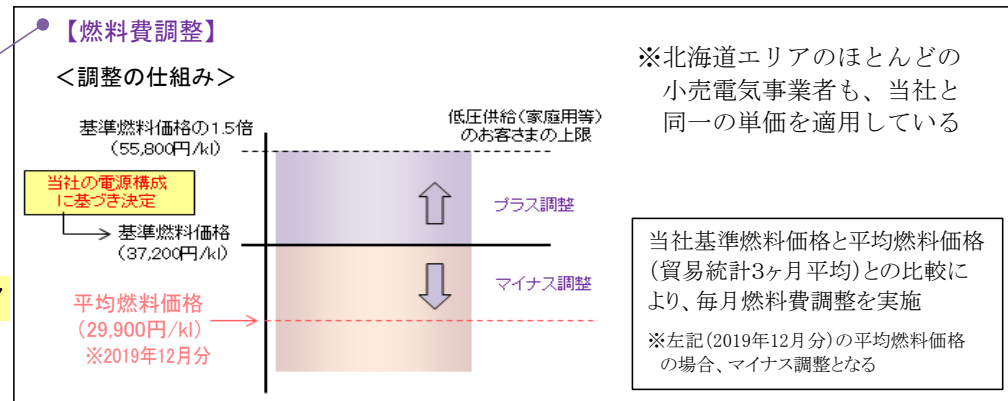 【燃料費調整】
＜調整の仕組み＞
基準燃料価格の1.5倍
(55,800円/kl)
低圧供給(家庭用等)
のお客さまの上限
当社の電源構成
に基づき決定
基準燃料価格
(37,200円/kl)
プラス調整
マイナス調整
平均燃料価格
(29,900円/kl)
※2019年12月分
※北海道エリアのほとんどの
小売電気事業者も、当社と
同一の単価を適用している
当社基準燃料価格と平均燃料価格
(貿易統計3ヶ月平均)との比較に
より、毎月燃料費調整を実施
※左記(2019年12月分)の平均燃料価格
の場合、マイナス調整となる